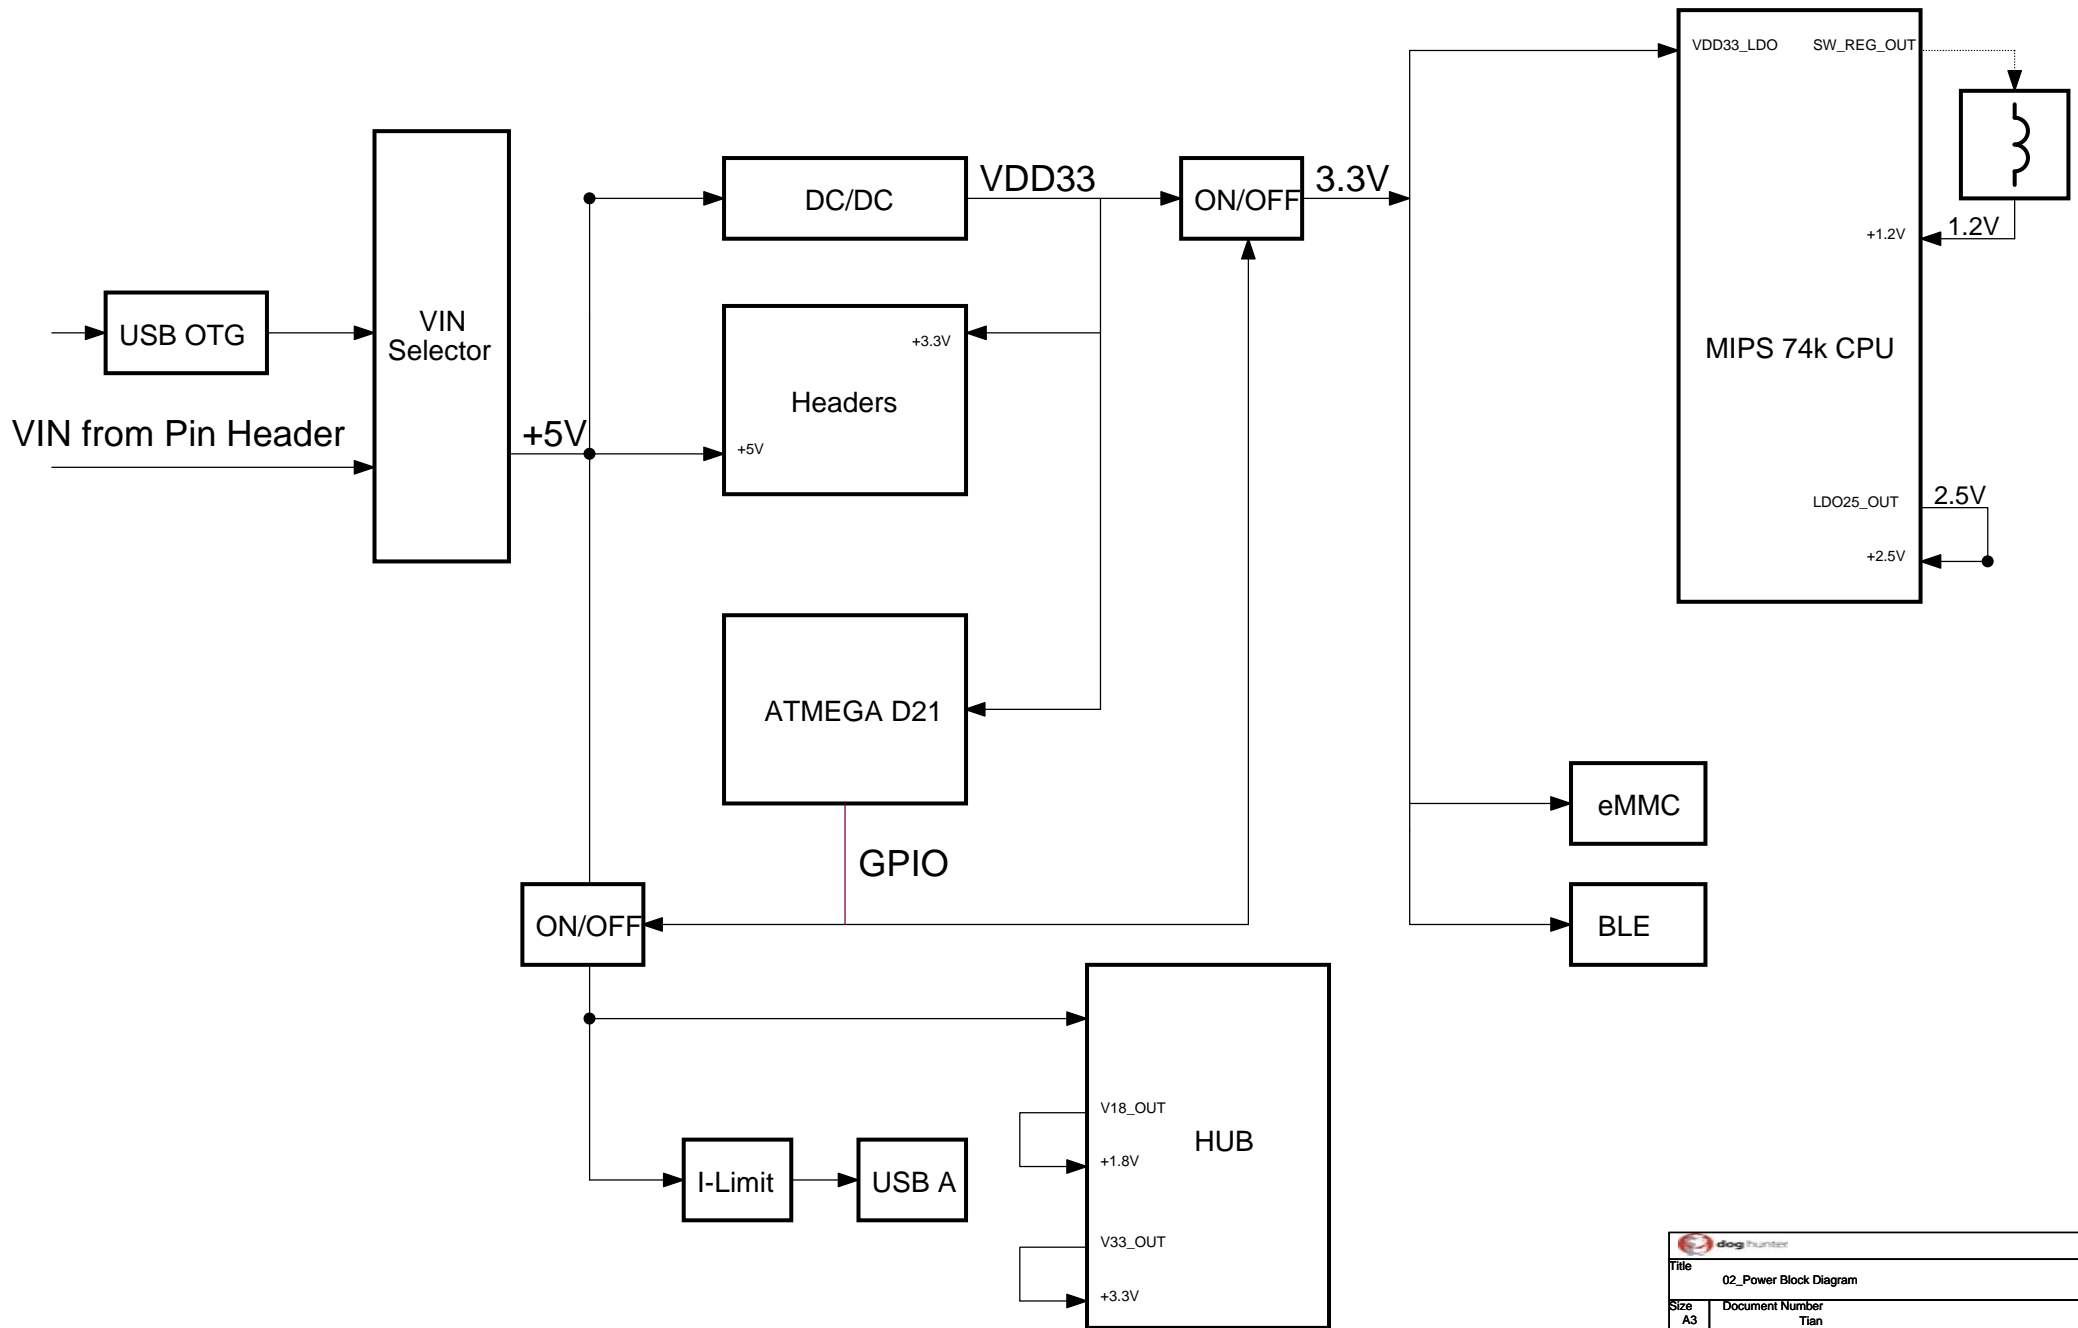 VDD33_LDO
SW_REG_OUT
VDD33
3.3V
DC/DC
ON/OFF
+1.2V
1.2V
VIN
Selector
USB OTG
+3.3V
MIPS 74k CPU
Headers
VIN from Pin Header
+5V
+5V
LDO25_OUT
2.5V
+2.5V
ATMEGA D21
eMMC
GPIO
ON/OFF
BLE
V18_OUT
HUB
+1.8V
I-Limit
USB A
V33_OUT
+3.3V
dog hunter
Title
02_Power Block Diagram
Size
Document Number
A3
Tian